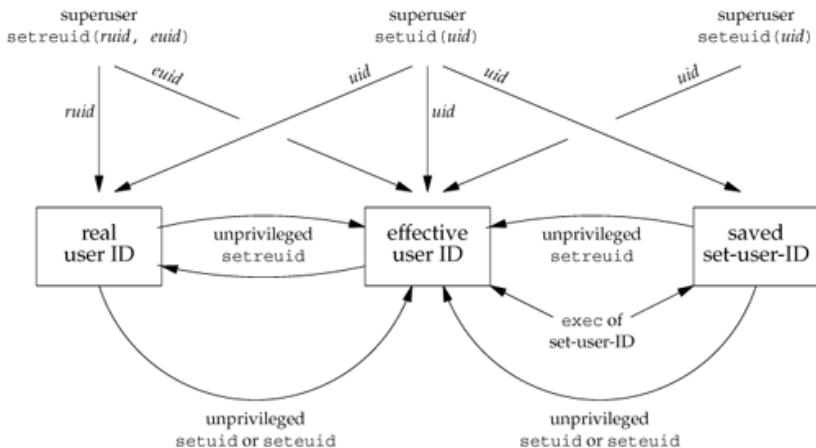 superuser
setreuid(ruid, euid)
superuser
setuid(uid)
superuser
seteuid(uid)
euid
uid
uid
uid
ruid
uid
real
user ID
unprivileged
setreuid
effective
user ID
unprivileged
setreuid
saved
set-user-ID
exec of
set-user-ID
unprivileged
setuid or seteuid
unprivileged
setuid or seteuid